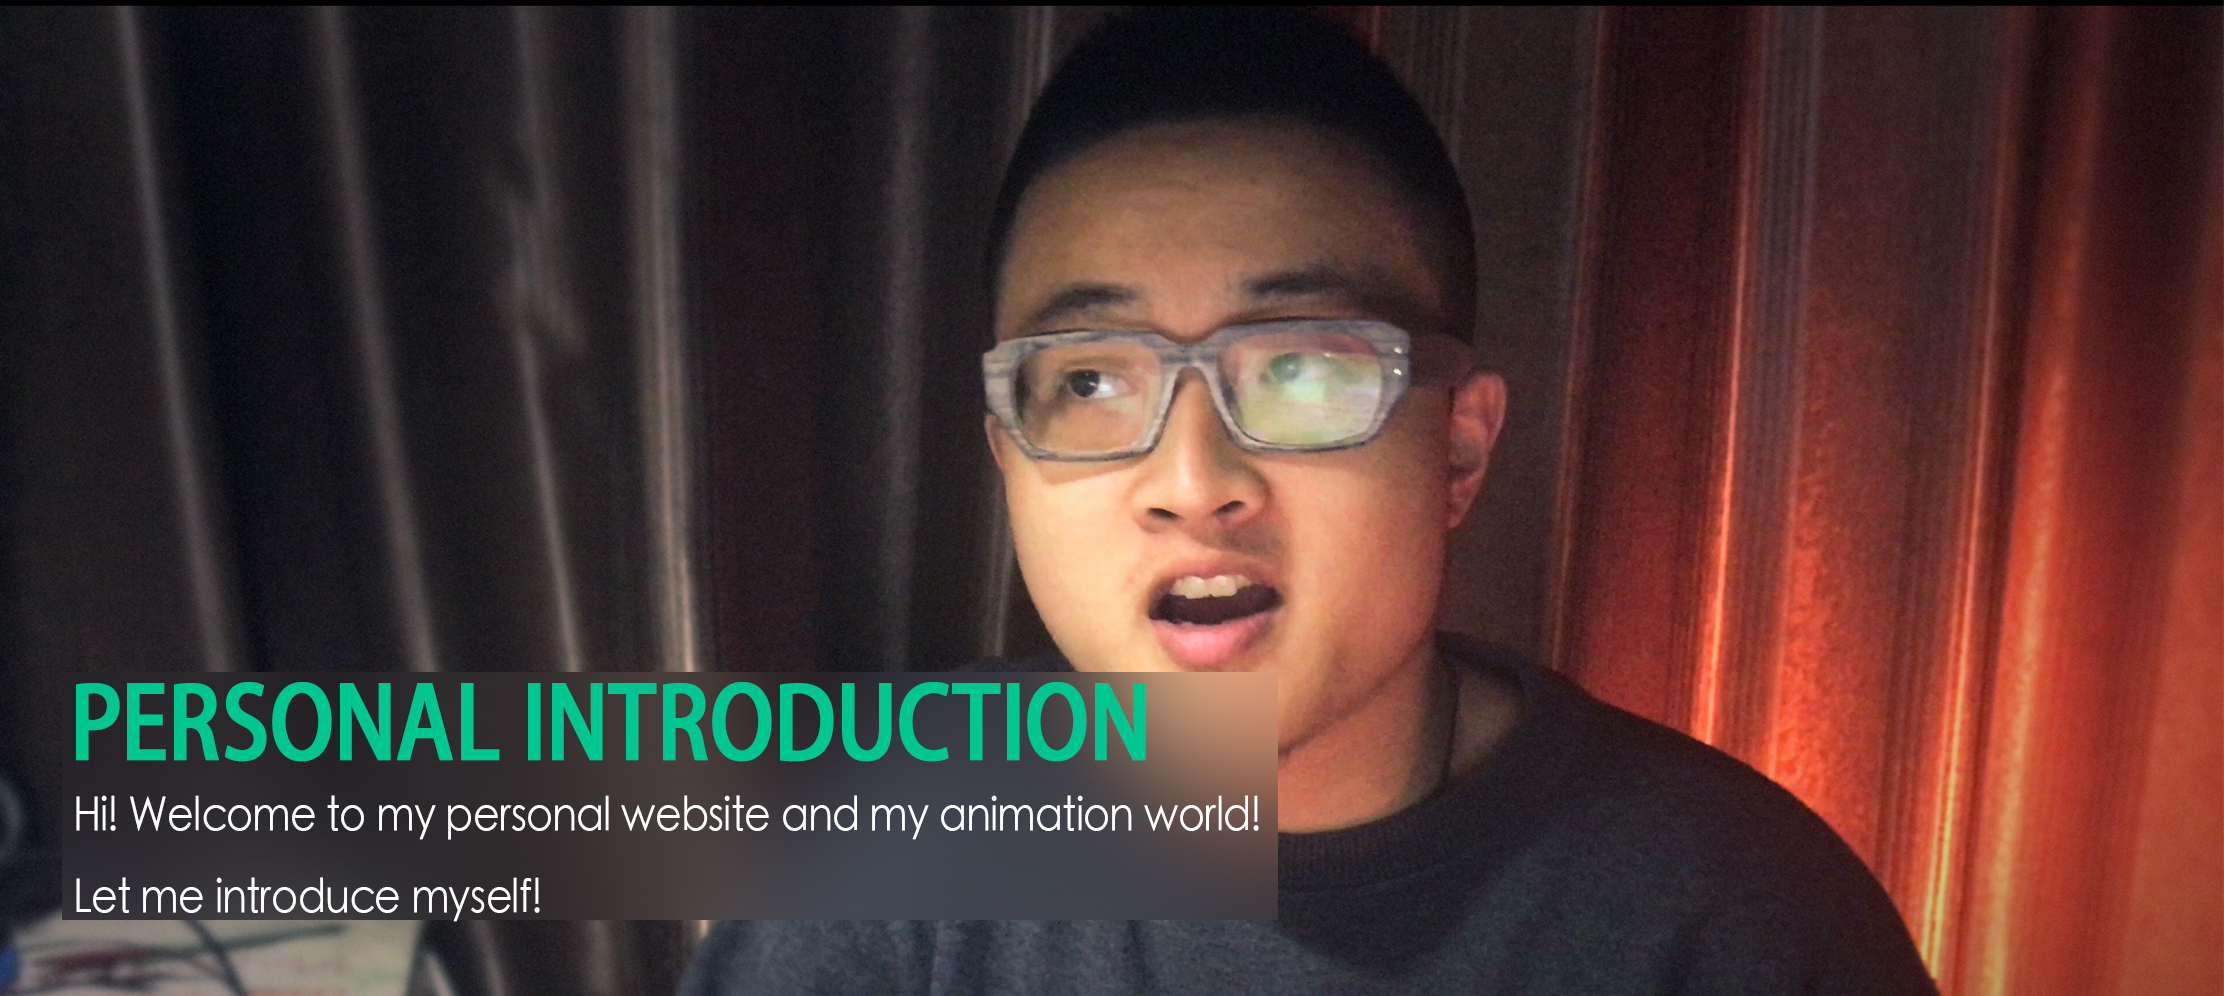 PERSONAL INTRODUCTION
Hi! Welcome to my personal website and my animation world!
Let me introduce myself!